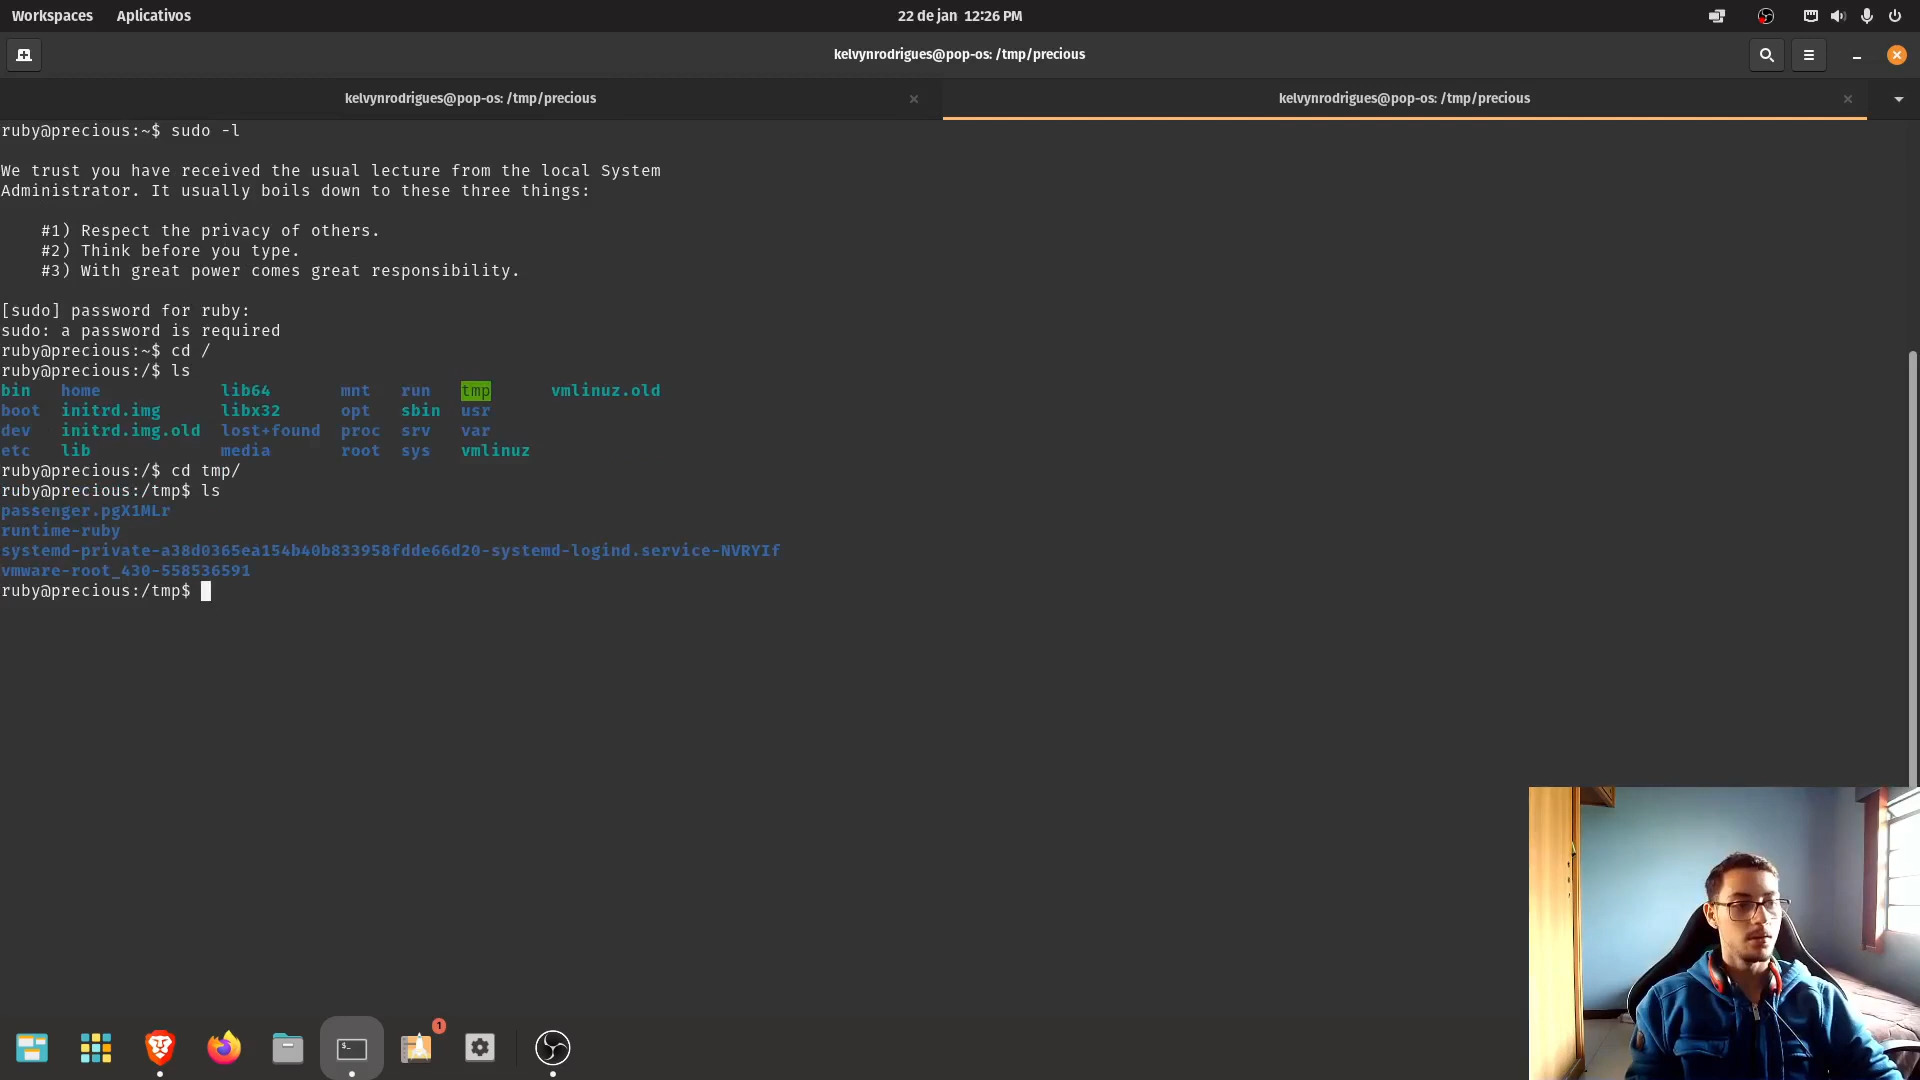 Workspaces Aplicativos 22 de jan 12:26 PM
kelvynrodrigues@pop-os: /tmp/precious
kelvynrodrigues@pop-os: /tmp/precious kelvynrodrigues@pop-os: /tmp/precious
ruby@precious:~$ sudo -l
We trust you have received the usual lecture from the local System
Administrator. It usually boils down to these three things:
#1) Respect the privacy of others.
#2) Think before you type.
#3) With great power comes great responsibility.
[sudo] password for ruby:
sudo: a password is required
ruby@precious:~$ cd /
ruby@precious:/$ ls
bin home lib64 mnt run tmp vmlinuz.old
boot initrd.img libx32 opt sbin usr
dev initrd.img.old lost+found proc srv var
etc lib media root sys vmlinuz
ruby@precious:/$ cd tmp/
ruby@precious:/tmp$ ls
passenger.pgX1MLr
runtime-ruby
systemd-private-a38d0365ea154b40b833958fdde66d20-systemd-logind.service-NVRYIf
vmware-root_430-558536591
ruby@precious:/tmp$
1